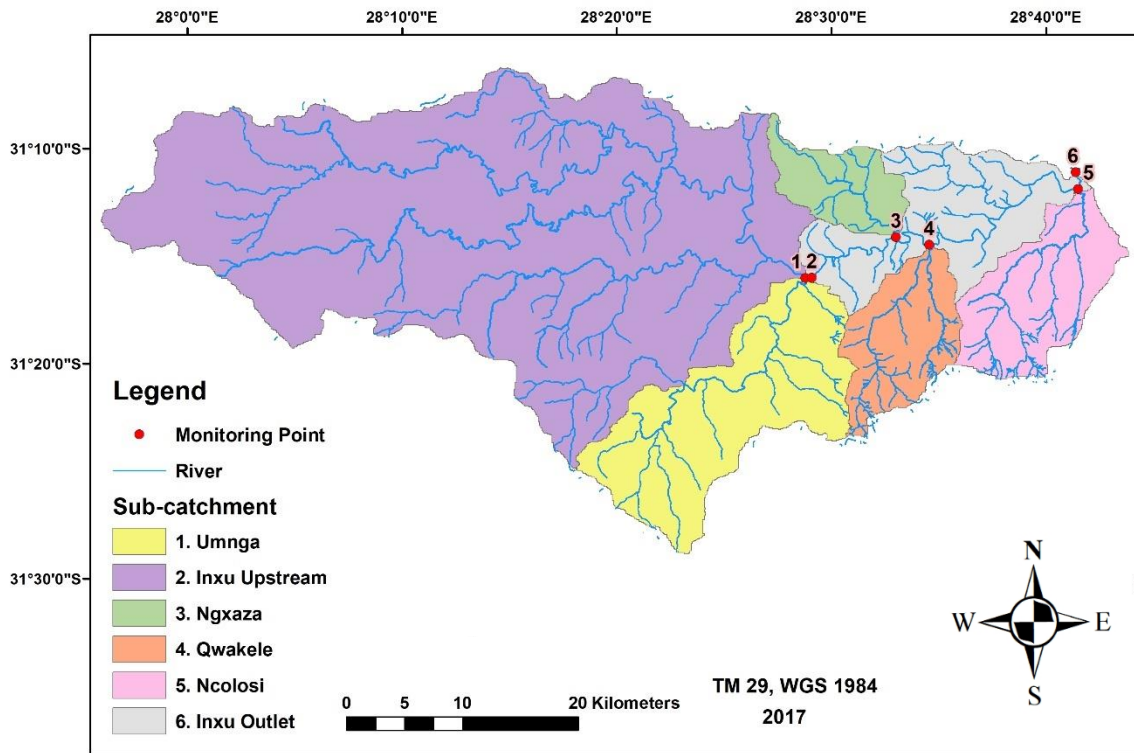 28°0'0"E 28°10'0"E 28°20'0"E 28°30'0"E 28°40'0"E
31°10'0"S
31°20'0"S
31°30'0"S
6
5
3
4
1 2
Legend
Monitoring Point
River
Sub-catchment
1. Umnga
2. Inxu Upstream
3. Ngxaza
4. Qwakele
5. Ncolosi
6. Inxu Outlet
0 5 10 20 Kilometers
TM 29, WGS 1984
2017
N
W E
S